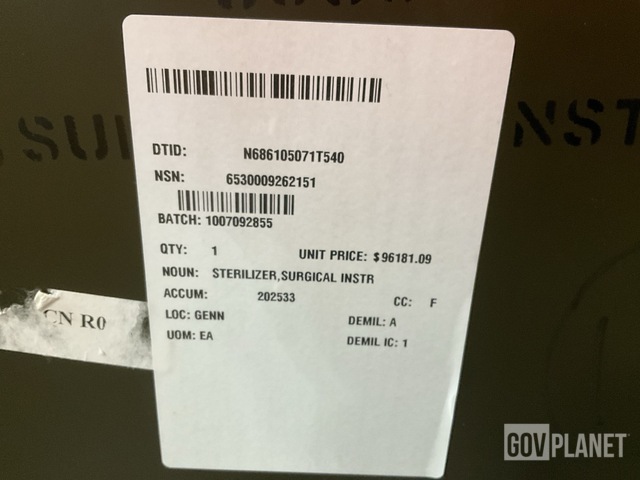 SU
NST
DTID: N686105071T540
NSN: 6530009262151
BATCH: 1007092855
QTY: 1 UNIT PRICE: $96181.09
NOUN: STERILIZER,SURGICAL INSTR
ACCUM: 202533 CC: F
LOC: GENN DEMIL: A
UOM: EA DEMIL IC: 1
CN R0
GOVPLANET